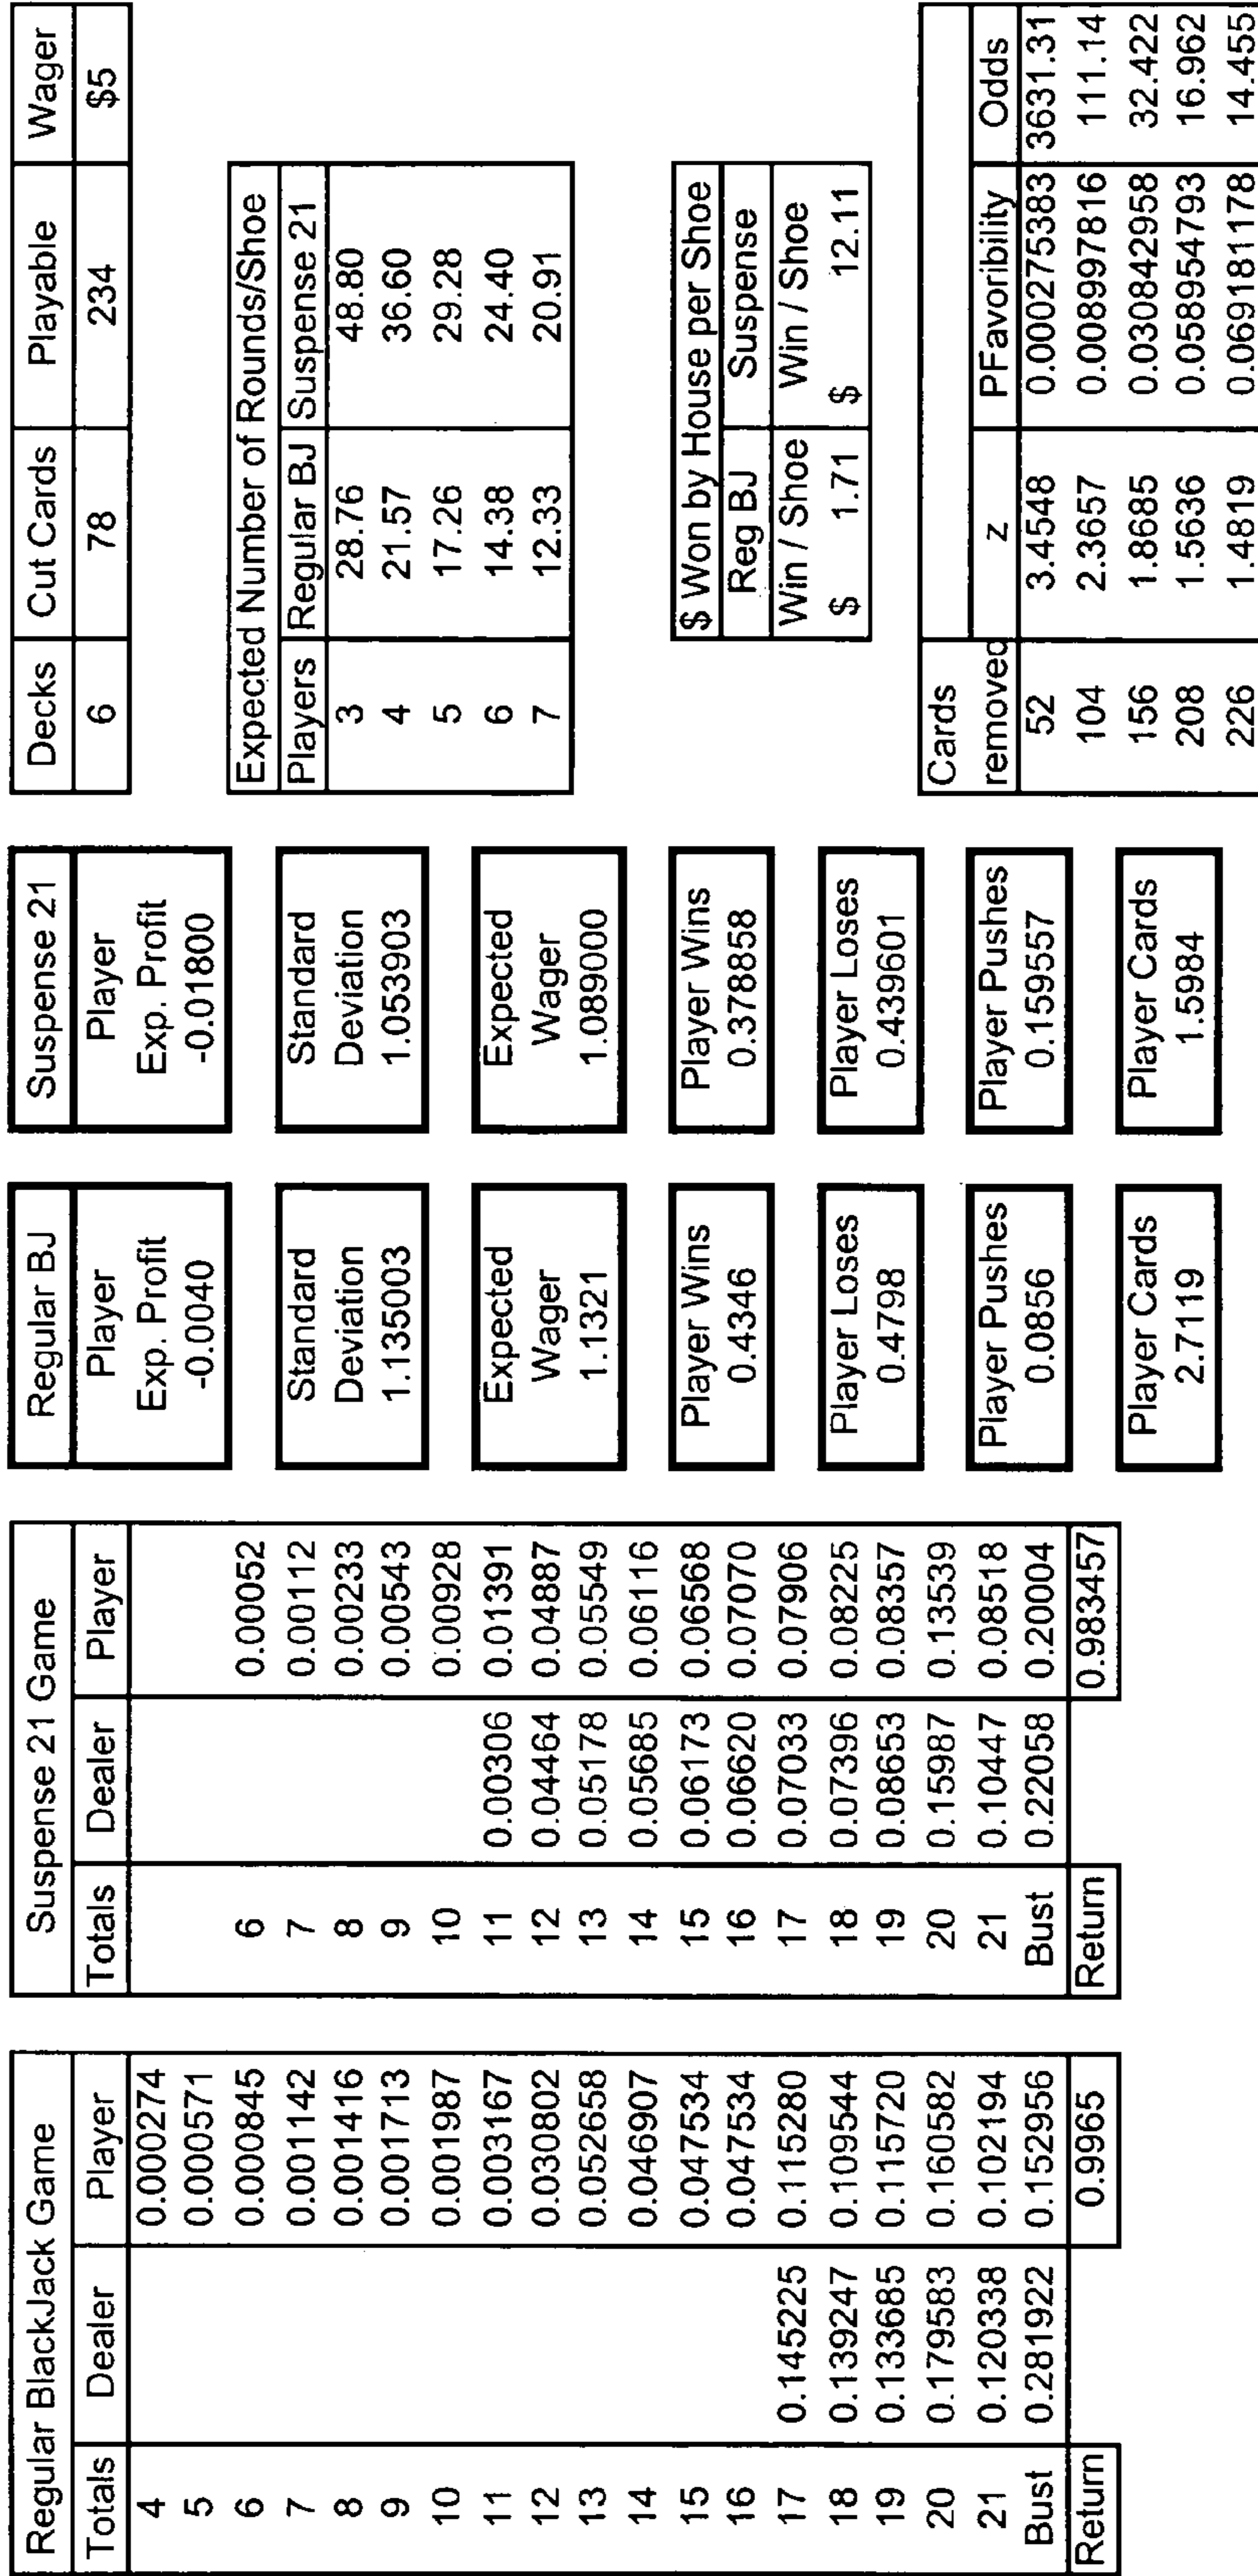 Regular BlackJack Game
Totals Dealer Player
4 0.000274
5 0.000571
6 0.000845
7 0.001142
8 0.001416
9 0.001713
10 0.001987
11 0.003167
12 0.030802
13 0.052658
14 0.046907
15 0.047534
16 0.047534
17 0.145225 0.115280
18 0.139247 0.109544
19 0.133685 0.115720
20 0.179583 0.160582
21 0.120338 0.102194
Bust 0.281922 0.152956
Return 0.9965
Suspense 21 Game
Totals Dealer Player
6 0.00052
7 0.00112
8 0.00233
9 0.00543
10 0.00928
11 0.00306 0.01391
12 0.04464 0.04887
13 0.05178 0.05549
14 0.05685 0.06116
15 0.06173 0.06568
16 0.06620 0.07070
17 0.07033 0.07906
18 0.07396 0.08225
19 0.08653 0.08357
20 0.15987 0.13539
21 0.10447 0.08518
Bust 0.22058 0.20004
Return 0.983457
Regular BJ
Player
Exp. Profit
-0.0040
Standard
Deviation
1.135003
Expected
Wager
1.1321
Player Wins
0.4346
Player Loses
0.4798
Player Pushes
0.0856
Player Cards
2.7119
Suspense 21
Player
Exp. Profit
-0.01800
Standard
Deviation
1.053903
Expected
Wager
1.089000
Player Wins
0.378858
Player Loses
0.439601
Player Pushes
0.159557
Player Cards
1.5984
Decks Cut Cards Playable Wager
6 78 234 $5
Expected Number of Rounds/Shoe
Players Regular BJ Suspense 21
3 28.76 48.80
4 21.57 36.60
5 17.26 29.28
6 14.38 24.40
7 12.33 20.91
$ Won by House per Shoe
Reg BJ Suspense
Win / Shoe Win / Shoe
$ 1.71 $ 12.11
Cards
removed z PFavoribility Odds
52 3.4548 0.000275383 3631.31
104 2.3657 0.008997816 111.14
156 1.8685 0.030842958 32.422
208 1.5636 0.058954793 16.962
226 1.4819 0.069181178 14.455